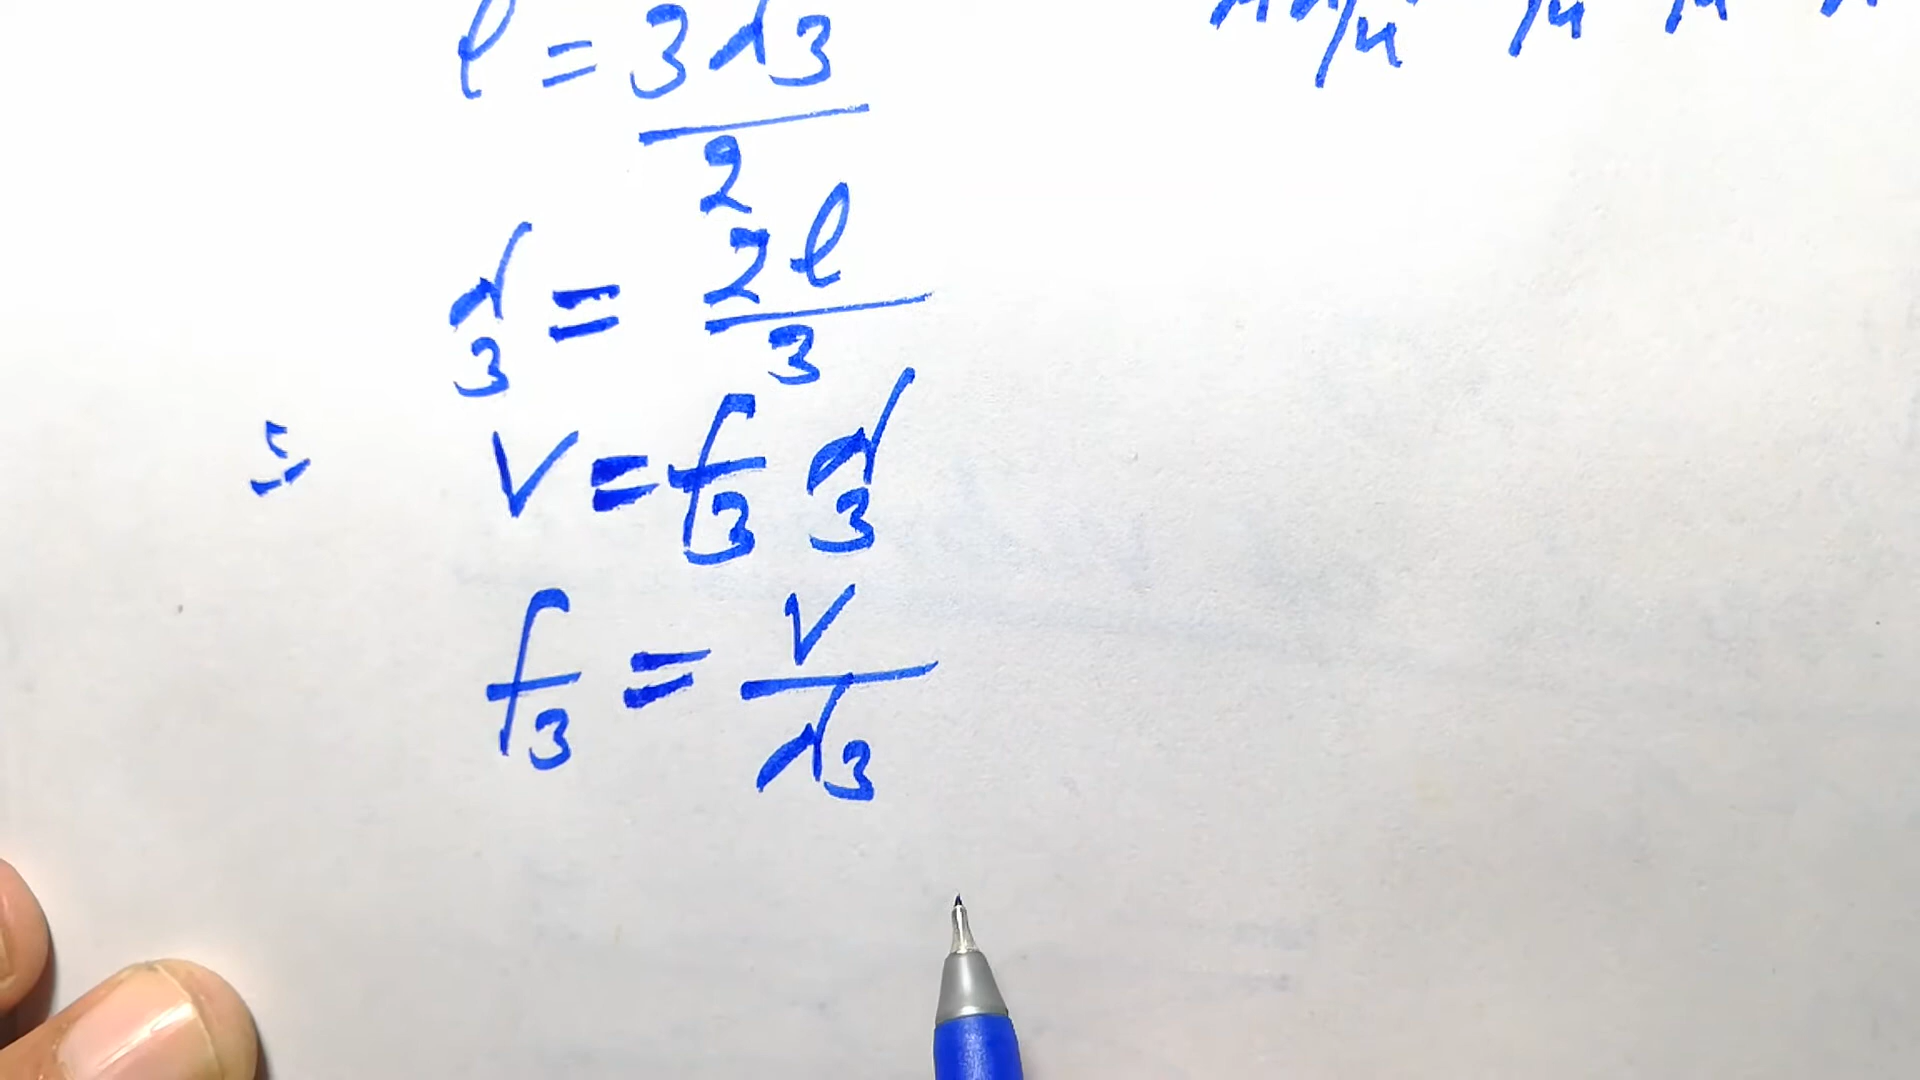 l = 3λ3/2
λ3 = 2l/3
∴ v = f3 λ3
f3 = v/λ3